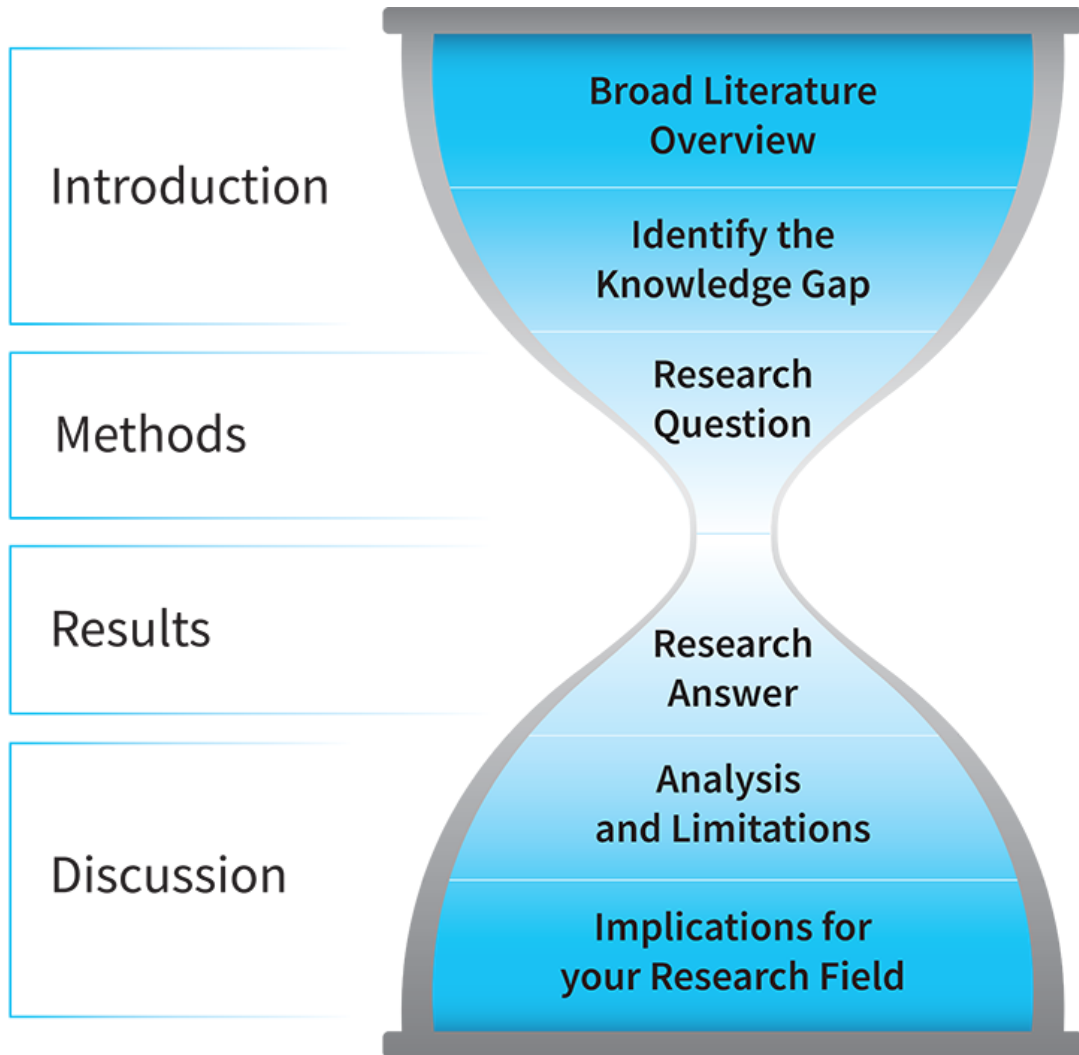 Introduction
Broad Literature
Overview
Identify the
Knowledge Gap
Methods
Research
Question
Results
Research
Answer
Discussion
Analysis
and Limitations
Implications for
your Research Field